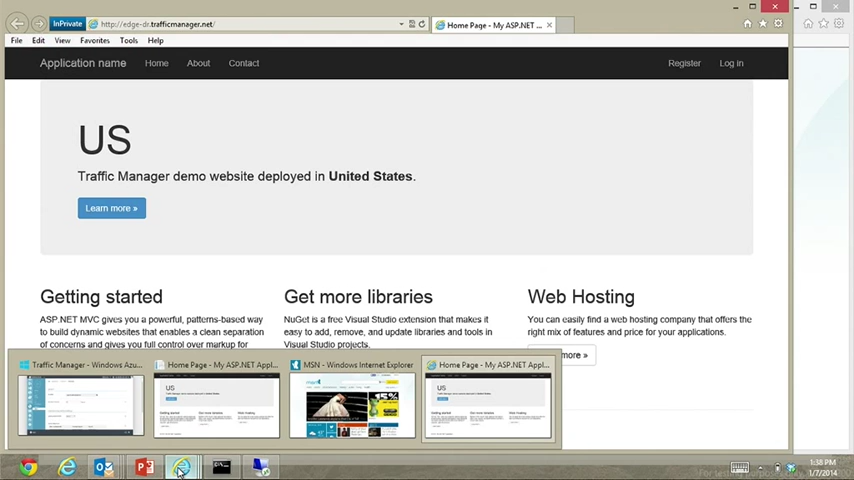 InPrivate
http://edge-dr.trafficmanager.net/
Home Page - My ASP.NET ...
File Edit View Favorites Tools Help
Application name
Home
About
Contact
Register
Log in
US
Traffic Manager demo website deployed in United States.
Learn more »
Getting started
ASP.NET MVC gives you a powerful, patterns-based way
to build dynamic websites that enables a clean separation
of concerns and gives you full control over markup for
Get more libraries
NuGet is a free Visual Studio extension that makes it
easy to add, remove, and update libraries and tools in
Visual Studio projects.
Web Hosting
You can easily find a web hosting company that offers the
right mix of features and price for your applications.
more »
Traffic Manager - Windows Azu...
Home Page - My ASP.NET Appl...
MSN - Windows Internet Explorer
Home Page - My ASP.NET Appl...
1:38 PM
1/7/2014